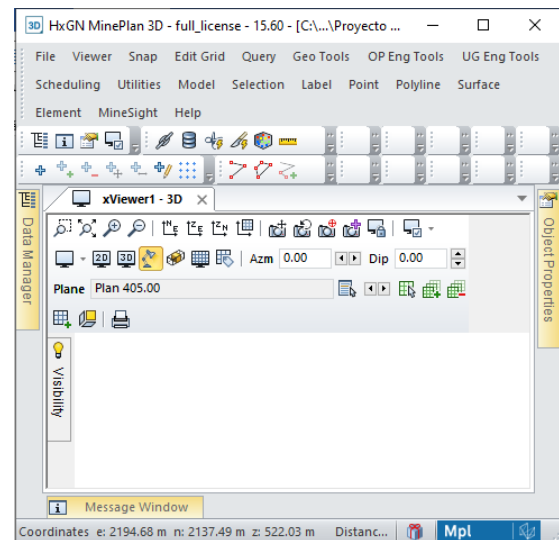 3D HxGN MinePlan 3D - full_license - 15.60 - [C:\...\Proyecto ...
File Viewer Snap Edit Grid Query Geo Tools OP Eng Tools UG Eng Tools
Scheduling Utilities Model Selection Label Point Polyline Surface
Element MineSight Help
xViewer1 - 3D
Data Manager
Object Properties
N E E Z Z N
2D 3D Azm 0.00 Dip 0.00
Plane Plan 405.00
Visibility
Message Window
Coordinates e: 2194.68 m n: 2137.49 m z: 522.03 m Distanc... Mpl